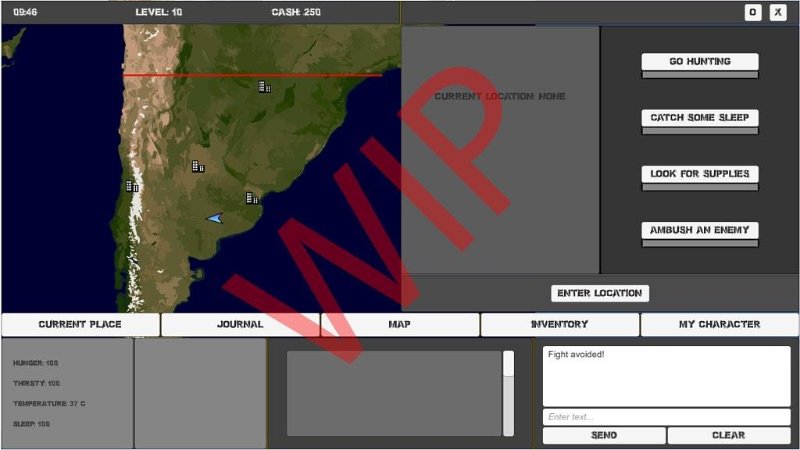 09:46 LEVEL: 10 CASH: 250 O X
GO HUNTING
CURRENT LOCATION: NONE
CATCH SOME SLEEP
LOOK FOR SUPPLIES
AMBUSH AN ENEMY
WIP
ENTER LOCATION
CURRENT PLACE JOURNAL MAP INVENTORY MY CHARACTER
HUNGER: 100
THIRSTY: 100
TEMPERATURE: 37 C
SLEEP: 100
Fight avoided!
Enter text...
SEND CLEAR